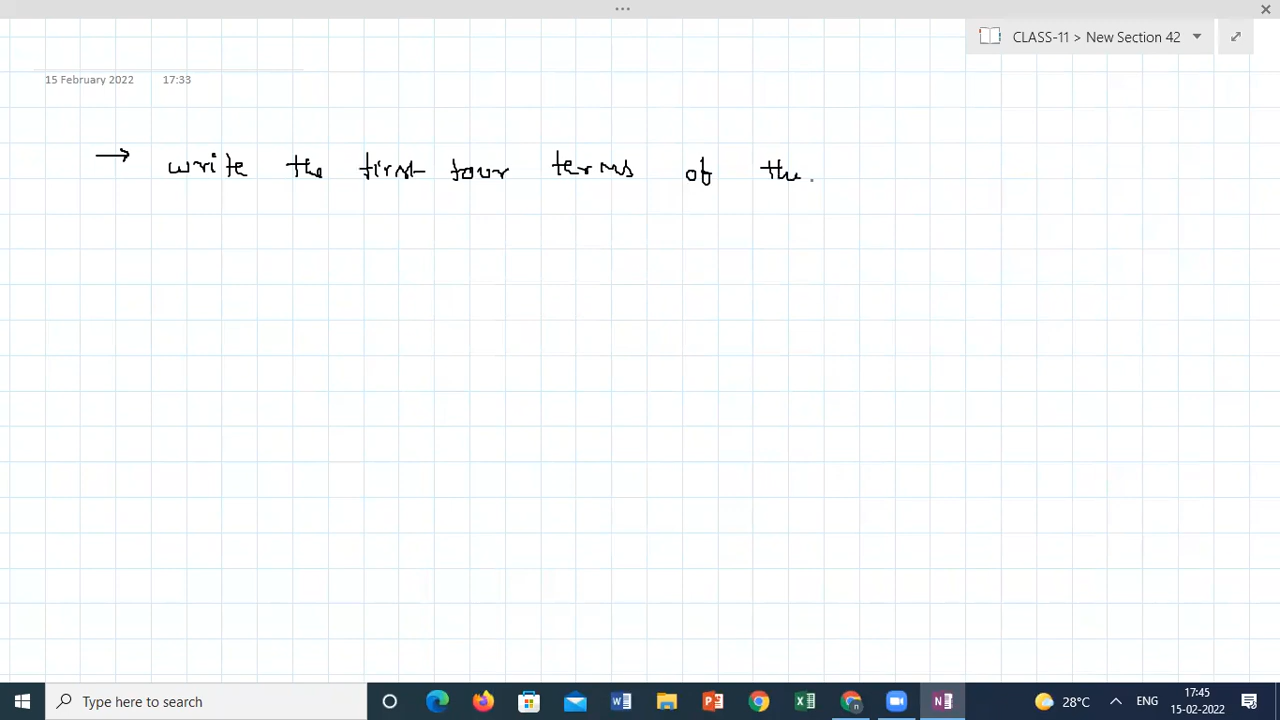 CLASS-11 > New Section 42
15 February 2022 17:33
→ write the first four terms of the
Type here to search
28°C
ENG
17:45
15-02-2022